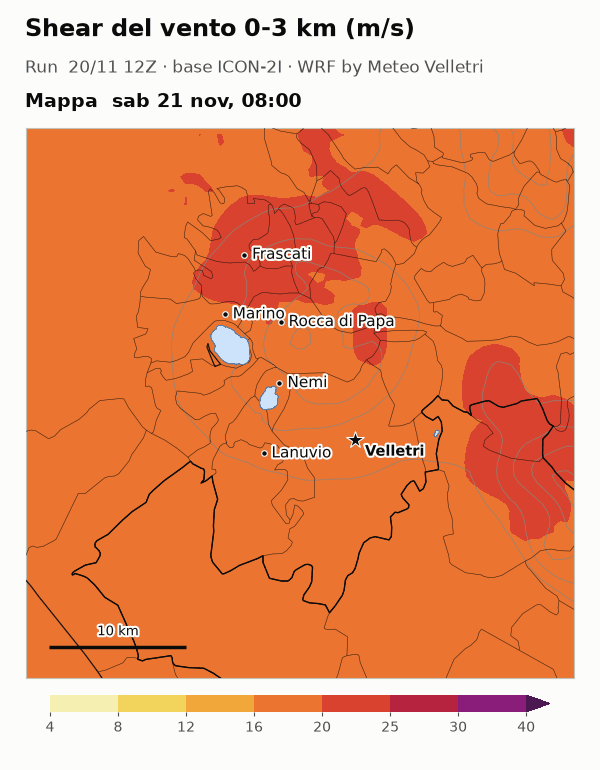 Shear del vento 0-3 km (m/s)
Run  20/11 12Z · base ICON-2I · WRF by Meteo Velletri
Mappa  sab 21 nov, 08:00
Frascati
Marino
Rocca di Papa
Nemi
Velletri
Lanuvio
10 km
4 8 12 16 20 25 30 40